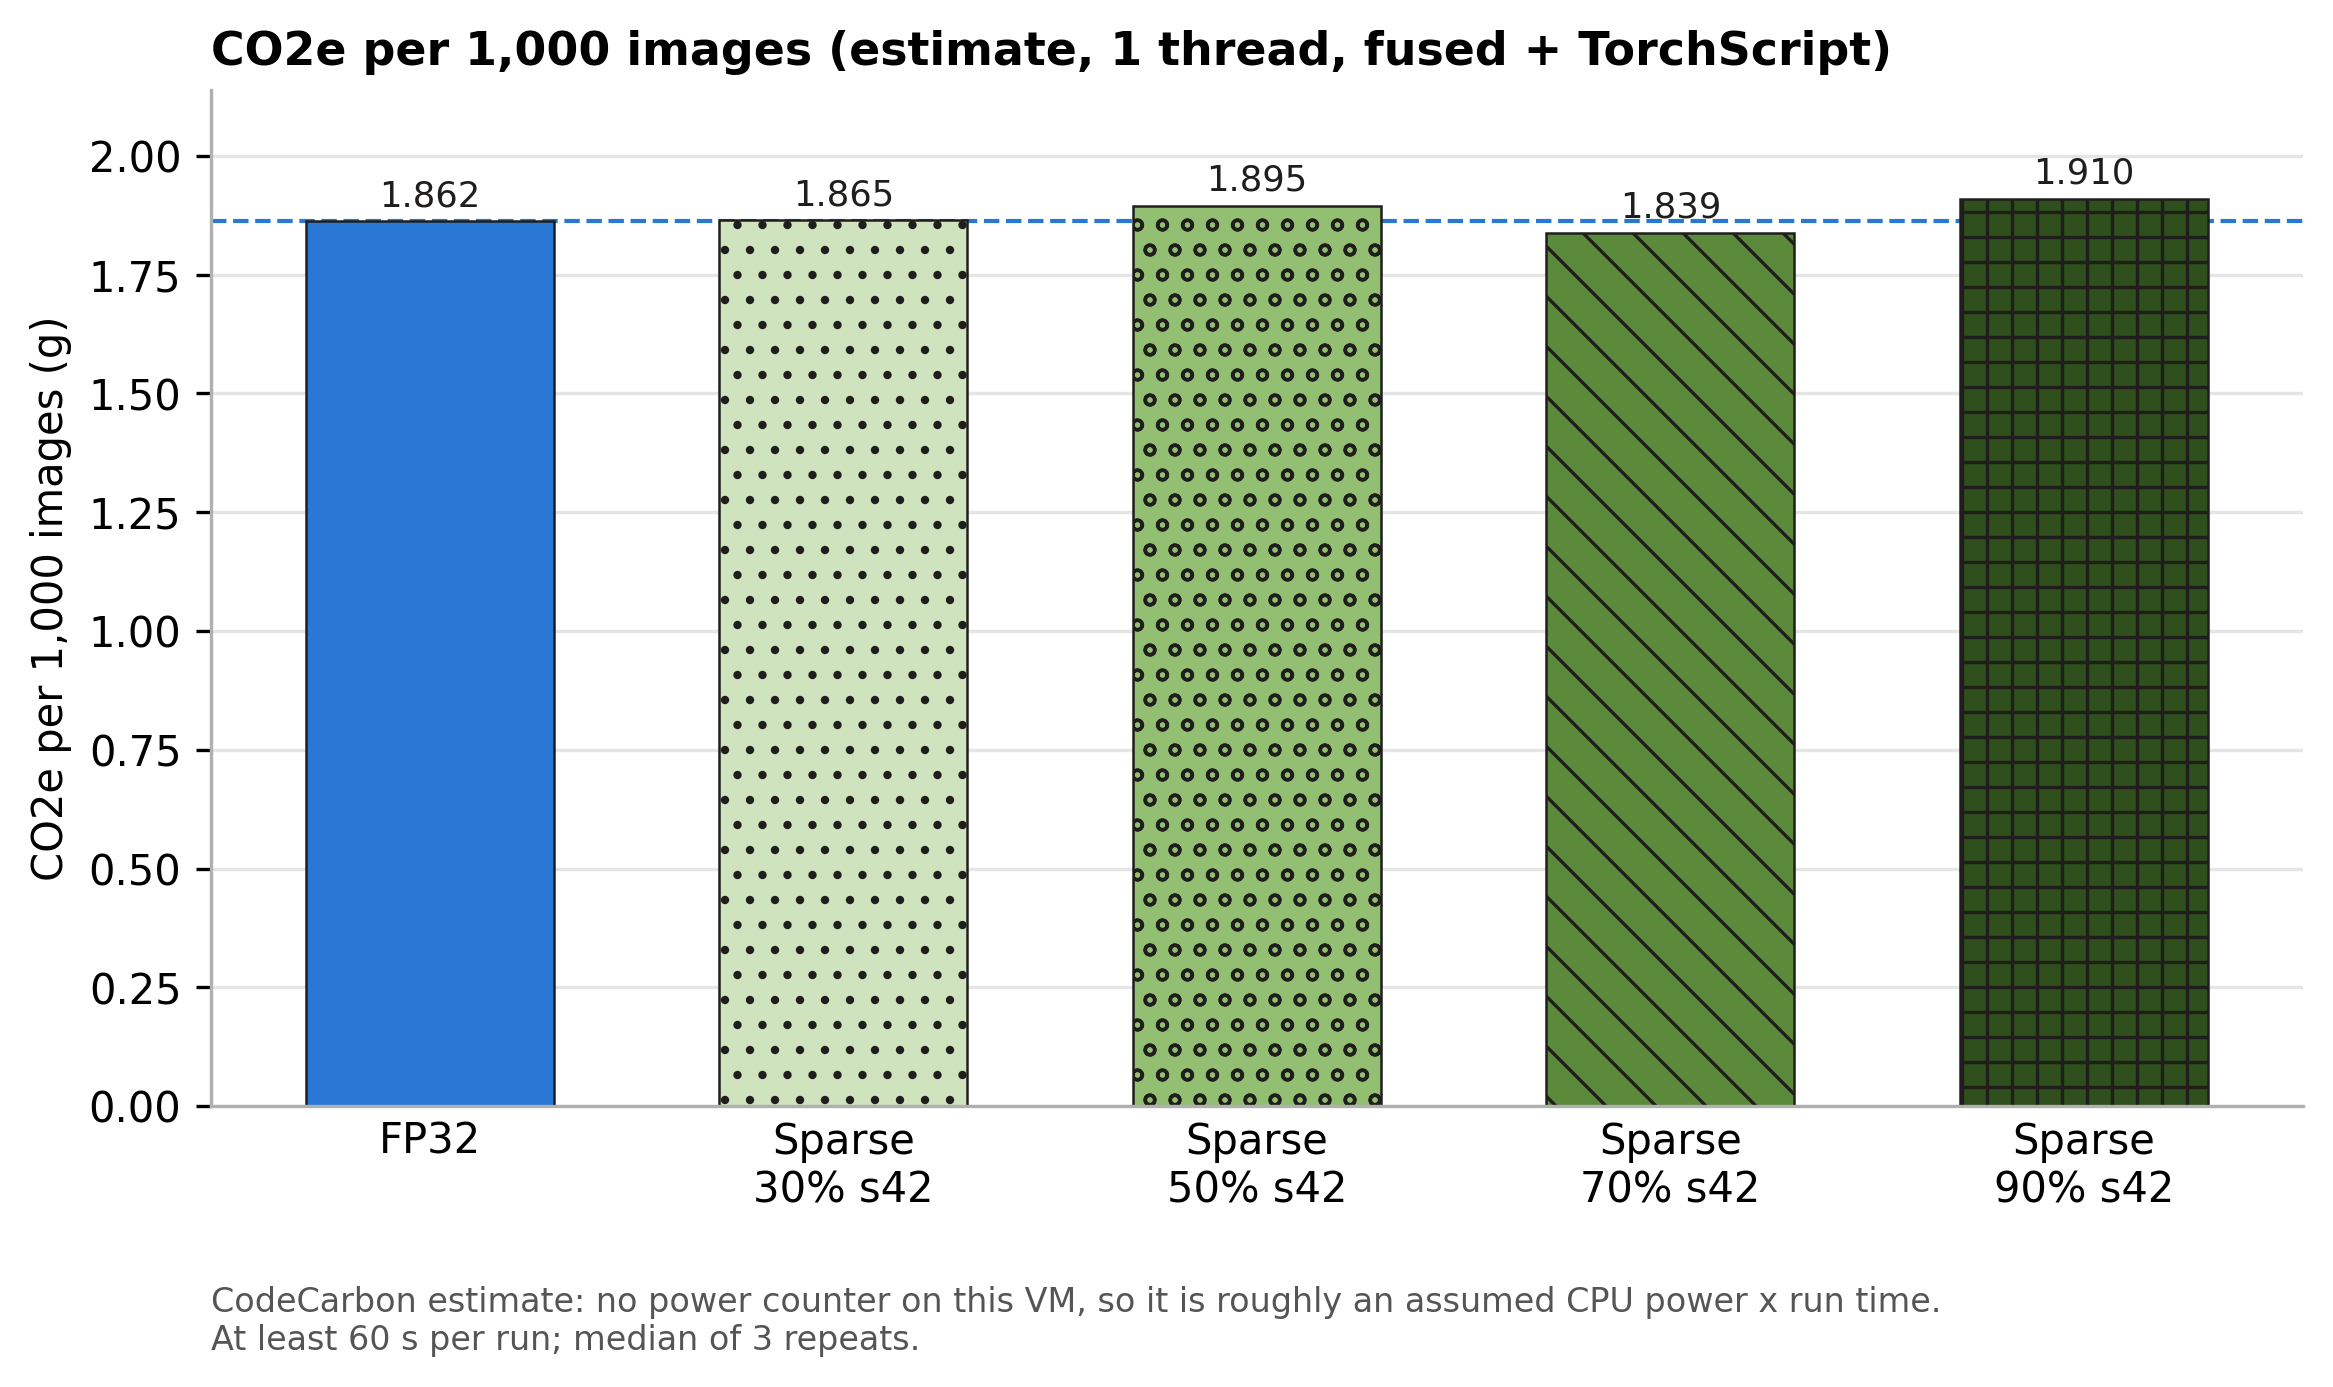 CO2e per 1,000 images (estimate, 1 thread, fused + TorchScript)
CO2e per 1,000 images (g)
2.00
1.75
1.50
1.25
1.00
0.75
0.50
0.25
0.00
1.862
1.865
1.895
1.839
1.910
FP32
Sparse
30% s42
Sparse
50% s42
Sparse
70% s42
Sparse
90% s42
CodeCarbon estimate: no power counter on this VM, so it is roughly an assumed CPU power x run time.
At least 60 s per run; median of 3 repeats.